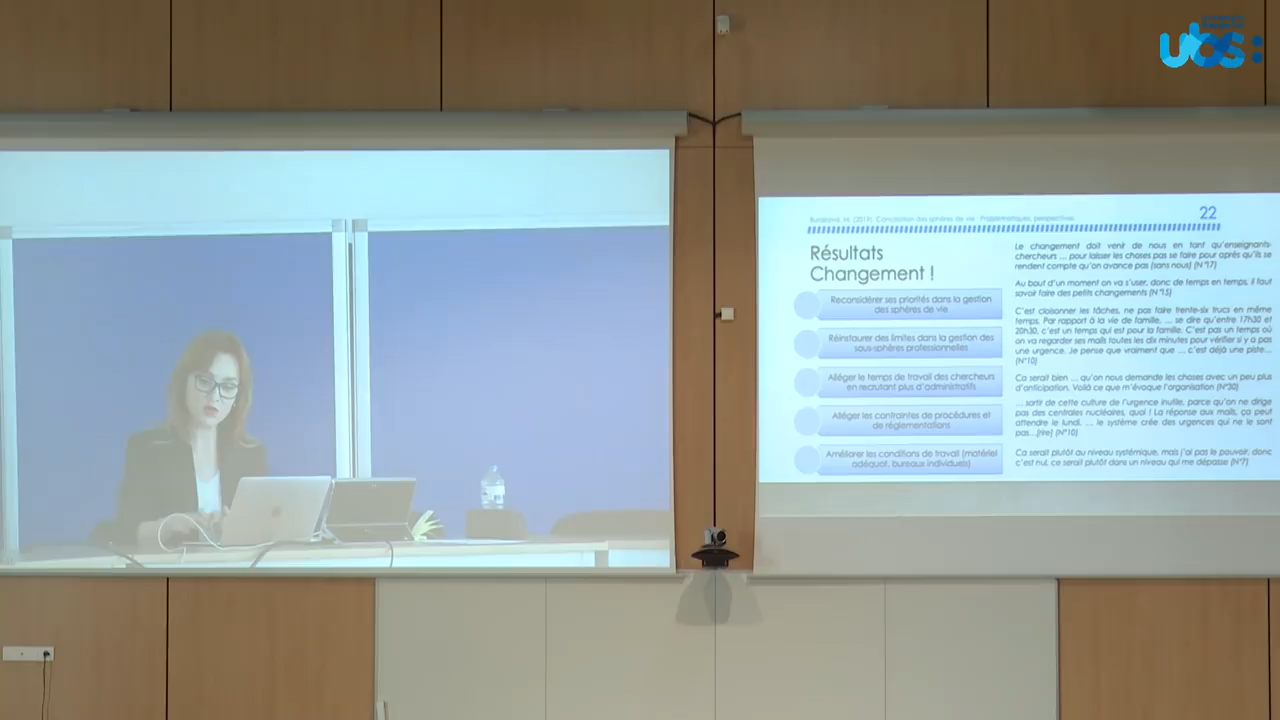 ubs:
(2019). Conciliation des sphères de vie : Problématiques, perspectives
22
Résultats
Changement !
Reconsidérer ses priorités dans la gestion
des sphères de vie
Réinstaurer des limites dans la gestion des
sous-sphères professionnelles
Alléger le temps de travail des chercheurs
en recrutant plus d'administratifs
Alléger les contraintes de procédures et
de réglementations
Améliorer les conditions de travail (matériel
adéquat, bureaux individuels)
Le changement doit venir de nous en tant qu'enseignants-
chercheurs ... pour laisser les choses pas se faire pour après qu'ils se
rendent compte qu'on avance pas (sans nous) (N°17)
Au bout d'un moment on va s'user, donc de temps en temps, il faut
savoir faire des petits changements (N°15)
C'est cloisonner les tâches, ne pas faire trente-six trucs en même
temps. Par rapport à la vie de famille, ... se dire qu'entre 17h30 et
20h30, c'est un temps qui est pour la famille. C'est pas un temps où
on va regarder ses mails toutes les dix minutes pour vérifier si y a pas
une urgence. Je pense que vraiment que ... c'est déjà une piste...
(N°10)
Ca serait bien ... qu'on nous demande les choses avec un peu plus
d'anticipation. Voilà ce que m'évoque l'organisation (N°30)
... sortir de cette culture de l'urgence inutile, parce qu'on ne dirige
pas des centrales nucléaires, quoi ! La réponse aux mails, ça peut
attendre le lundi, ... le système crée des urgences qui ne le sont
pas...[rire] (N°10)
Ca serait plutôt au niveau systémique, mais j'ai pas le pouvoir, donc
c'est nul, ce serait plutôt dans un niveau qui me dépasse (N°7)